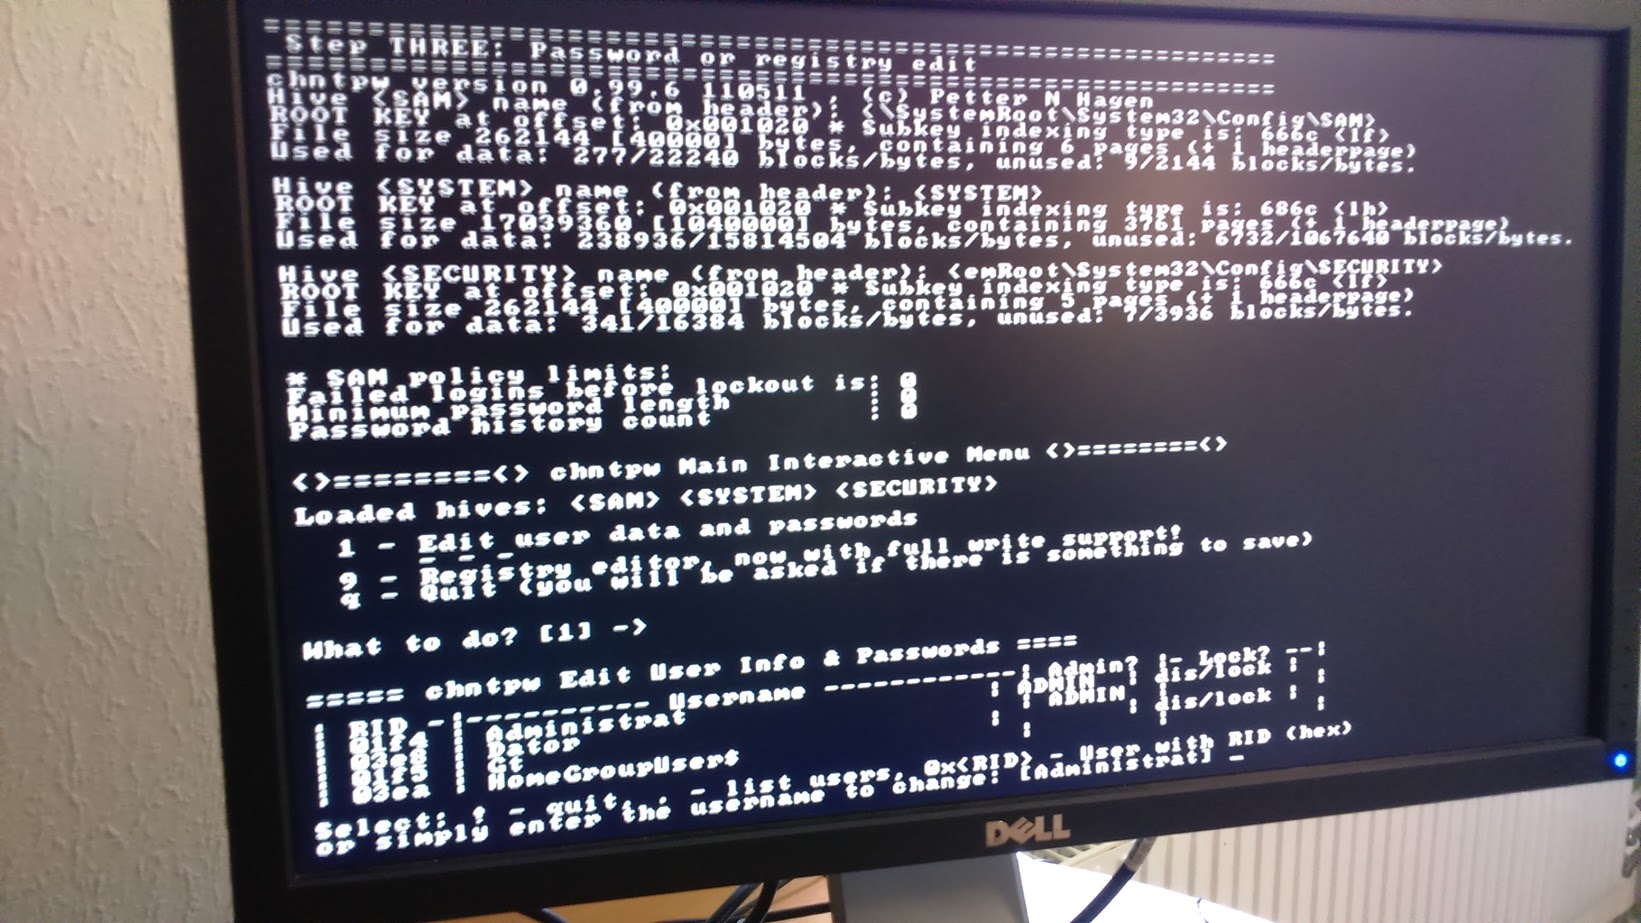 =========================================================
 Step THREE: Password or registry edit
=========================================================
chntpw version 0.99.6 110511 , (c) Petter N Hagen
Hive <SAM> name (from header): <\SystemRoot\System32\Config\SAM>
ROOT KEY at offset: 0x001020 * Subkey indexing type is: 666c <lf>
File size 262144 [40000] bytes, containing 6 pages (+ 1 headerpage)
Used for data: 277/22240 blocks/bytes, unused: 9/2144 blocks/bytes.
Hive <SYSTEM> name (from header): <SYSTEM>
ROOT KEY at offset: 0x001020 * Subkey indexing type is: 686c <lh>
File size 17039360 [1040000] bytes, containing 3761 pages (+ 1 headerpage)
Used for data: 238936/15814504 blocks/bytes, unused: 6732/1067640 blocks/bytes.
Hive <SECURITY> name (from header): <emRoot\System32\Config\SECURITY>
ROOT KEY at offset: 0x001020 * Subkey indexing type is: 666c <lf>
File size 262144 [40000] bytes, containing 5 pages (+ 1 headerpage)
Used for data: 341/16384 blocks/bytes, unused: 7/3936 blocks/bytes.
* SAM policy limits:
Failed logins before lockout is: 0
Minimum password length : 0
Password history count : 0
<>========<> chntpw Main Interactive Menu <>========<>
Loaded hives: <SAM> <SYSTEM> <SECURITY>
1 - Edit user data and passwords
- - -
9 - Registry editor, now with full write support!
q - Quit (you will be asked if there is something to save)
What to do? [1] ->
===== chntpw Edit User Info & Passwords ====
| RID -|---------- Username ------------| Admin? |- Lock? --|
| 01f4 | Administrat | ADMIN | dis/lock |
| 03e8 | Dator | ADMIN | |
| 01f5 | Gt | | dis/lock |
| 03ea | HomeGroupUser$ | | |
Select: ! - quit, . - list users, 0x<RID> - User with RID (hex)
or simply enter the username to change: [Administrat] _
DELL